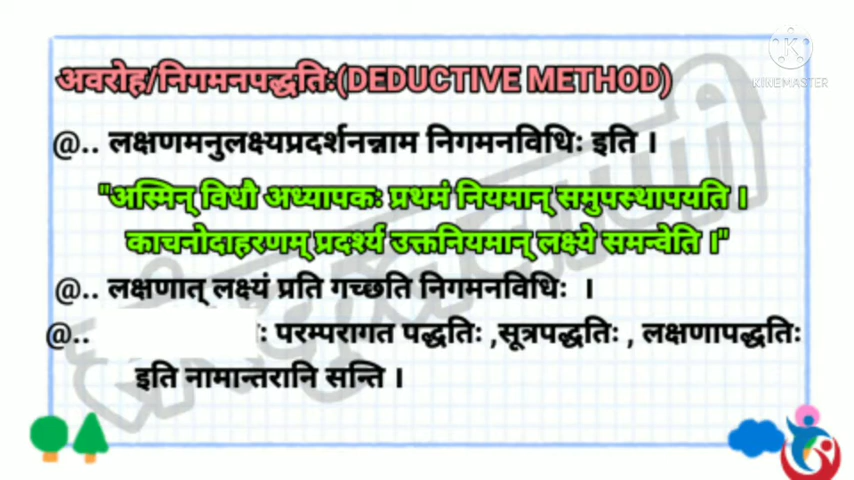 अवरोह/निगमनपद्धतिः(DEDUCTIVE METHOD)
KINEMASTER
@.. लक्षणमनुलक्ष्यप्रदर्शनन्नाम निगमनविधिः इति ।
"अस्मिन् विधौ अध्यापकः प्रथमं नियमान् समुपस्थापयति ।
काचनोदाहरणम् प्रदर्श्य उक्तनियमान् लक्ष्ये समन्वेति ।"
@.. लक्षणात् लक्ष्यं प्रति गच्छति निगमनविधिः ।
@.. : परम्परागत पद्धतिः ,सूत्रपद्धतिः , लक्षणापद्धतिः
इति नामान्तरानि सन्ति ।